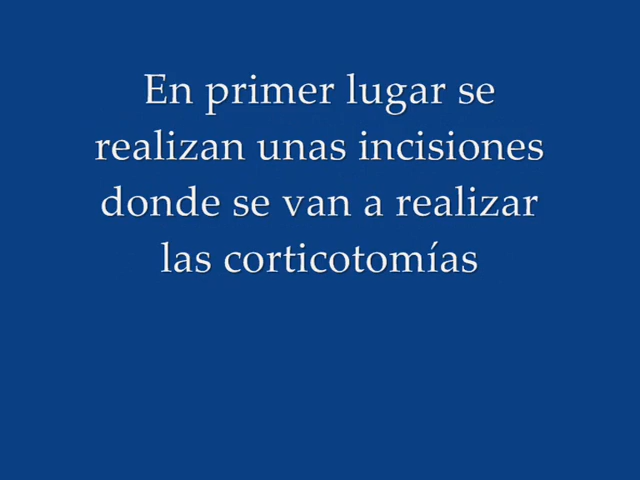 En primer lugar se
realizan unas incisiones
donde se van a realizar
las corticotomías